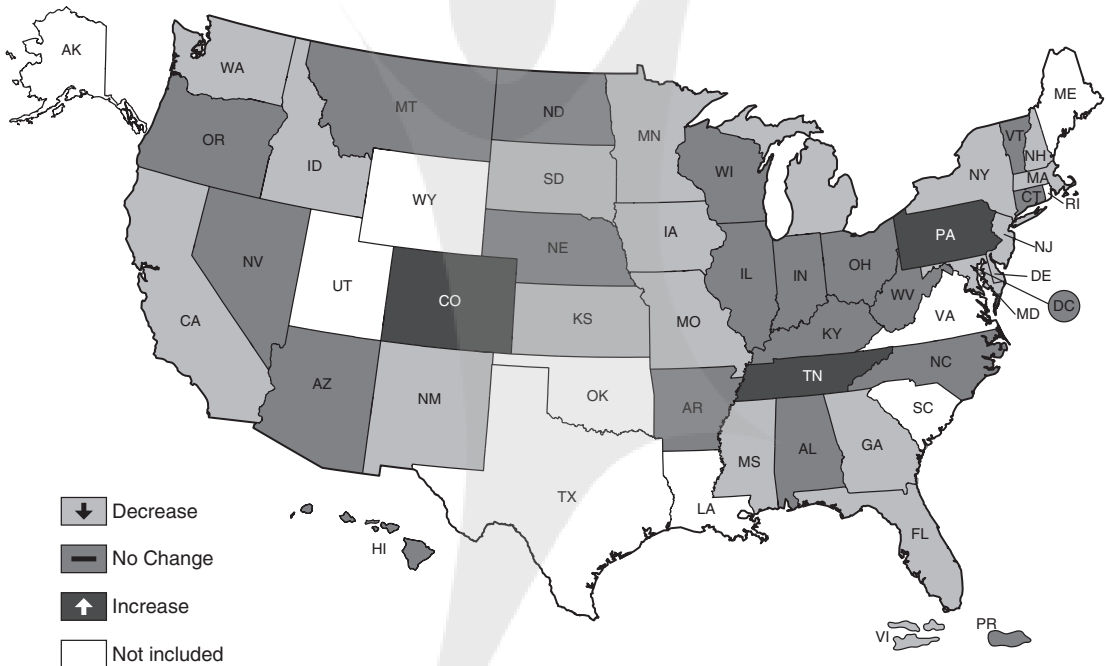 AK
WA
ME
MT
ND
VT
MN
OR
NH
ID
WI
SD
NY
MA
WY
CT
RI
IA
PA
NE
NJ
NV
OH
IL
IN
DE
UT
WV
DC
CO
MD
CA
VA
KS
MO
KY
NC
TN
AZ
OK
NM
AR
SC
GA
MS
AL
TX
LA
Decrease
FL
HI
No Change
Increase
PR
VI
Not included